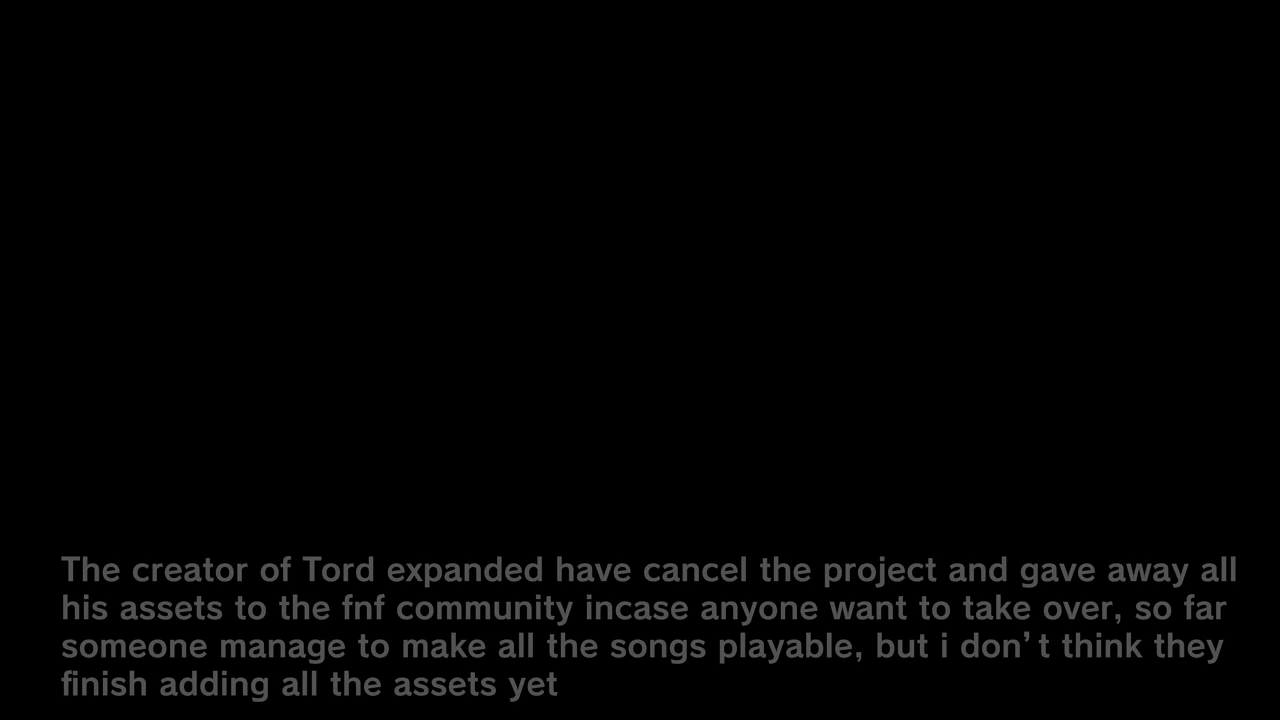 The creator of Tord expanded have cancel the project and gave away all
his assets to the fnf community incase anyone want to take over, so far
someone manage to make all the songs playable, but i don’t think they
finish adding all the assets yet